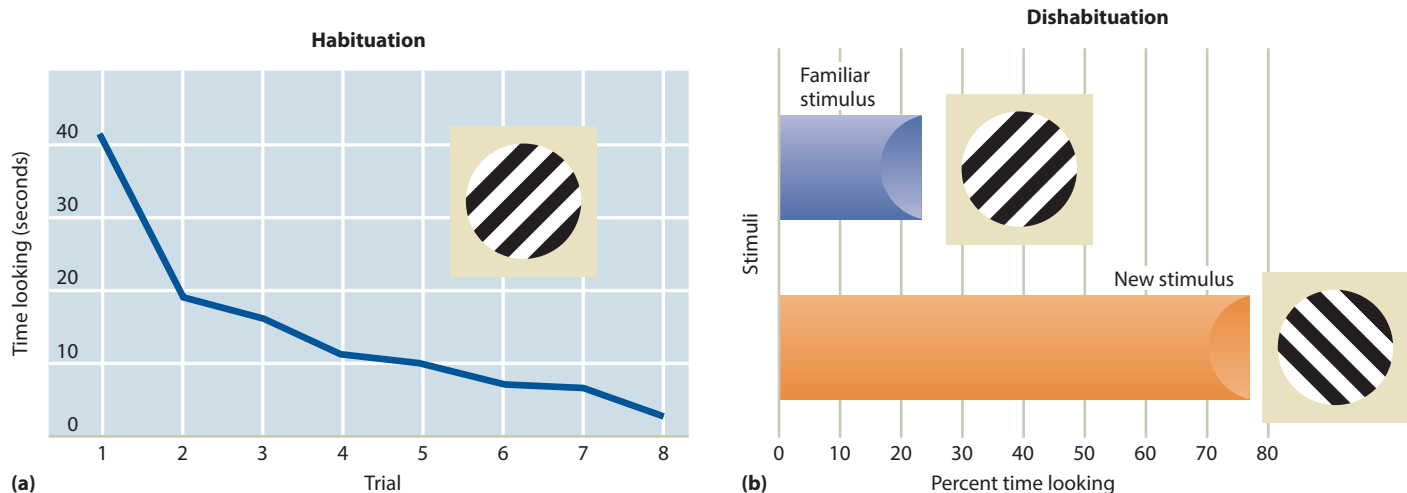 Habituation
Time looking (seconds)
40
30
20
10
0
1 2 3 4 5 6 7 8
Trial
(a)
Dishabituation
Stimuli
Familiar
stimulus
New stimulus
0 10 20 30 40 50 60 70 80
Percent time looking
(b)